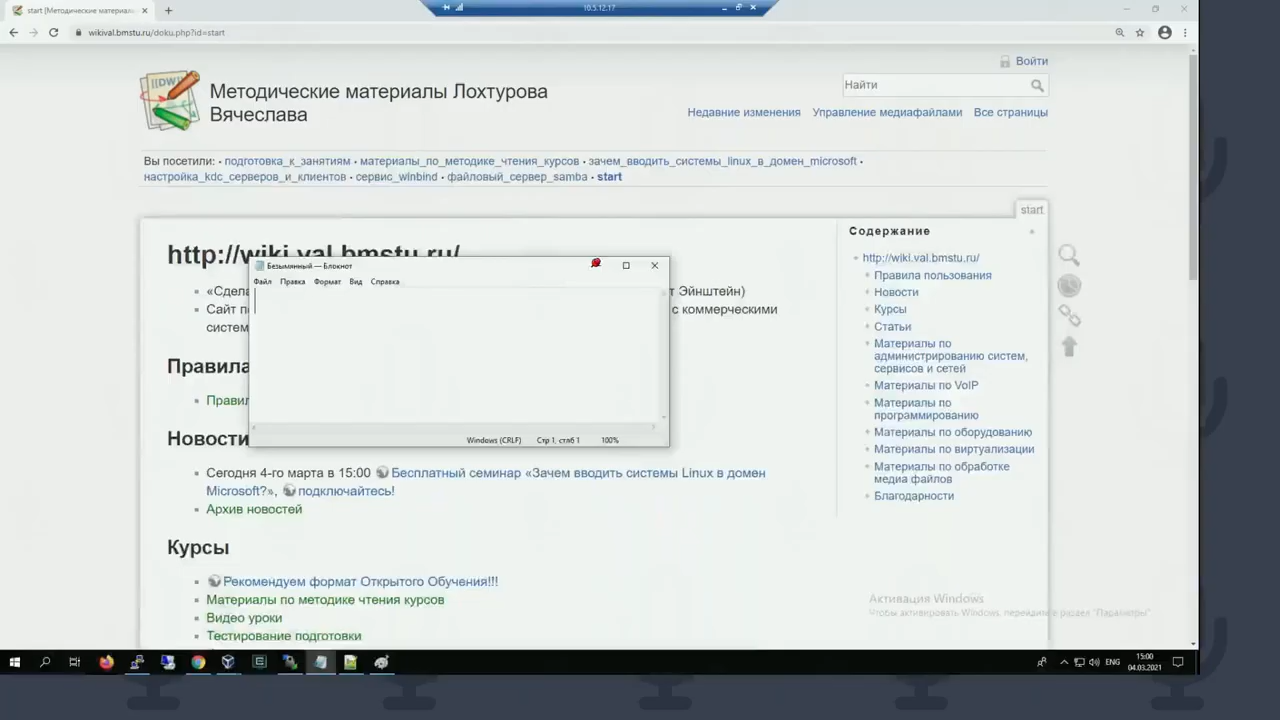 start [Методические материал
10.5.12.17
wikival.bmstu.ru/doku.php?id=start
Войти
Методические материалы Лохтурова
Вячеслава
Найти
Недавние изменения Управление медиафайлами Все страницы
Вы посетили: • подготовка_к_занятиям • материалы_по_методике_чтения_курсов • зачем_вводить_системы_linux_в_домен_microsoft •
настройка_kdc_серверов_и_клиентов • сервис_winbind • файловый_сервер_samba • start
start
http://wiki.val.bmstu.ru/
«Сдела
т Эйнштейн)
Сайт п
с коммерческими
систем
Правила
Правил
Безымянный — Блокнот
Файл Правка Формат Вид Справка
Windows (CRLF) Стр 1, стлб 1 100%
Новости
Сегодня 4-го марта в 15:00 Бесплатный семинар «Зачем вводить системы Linux в домен
Microsoft?», подключайтесь!
Архив новостей
Курсы
Рекомендуем формат Открытого Обучения!!!
Материалы по методике чтения курсов
Видео уроки
Тестирование подготовки
Содержание
http://wiki.val.bmstu.ru/
Правила пользования
Новости
Курсы
Статьи
Материалы по
администрированию систем,
сервисов и сетей
Материалы по VoIP
Материалы по
программированию
Материалы по оборудованию
Материалы по виртуализации
Материалы по обработке
медиа файлов
Благодарности
Активация Windows
Чтобы активировать Windows, перейдите в раздел "Параметры".
ENG
15:00
04.03.2021